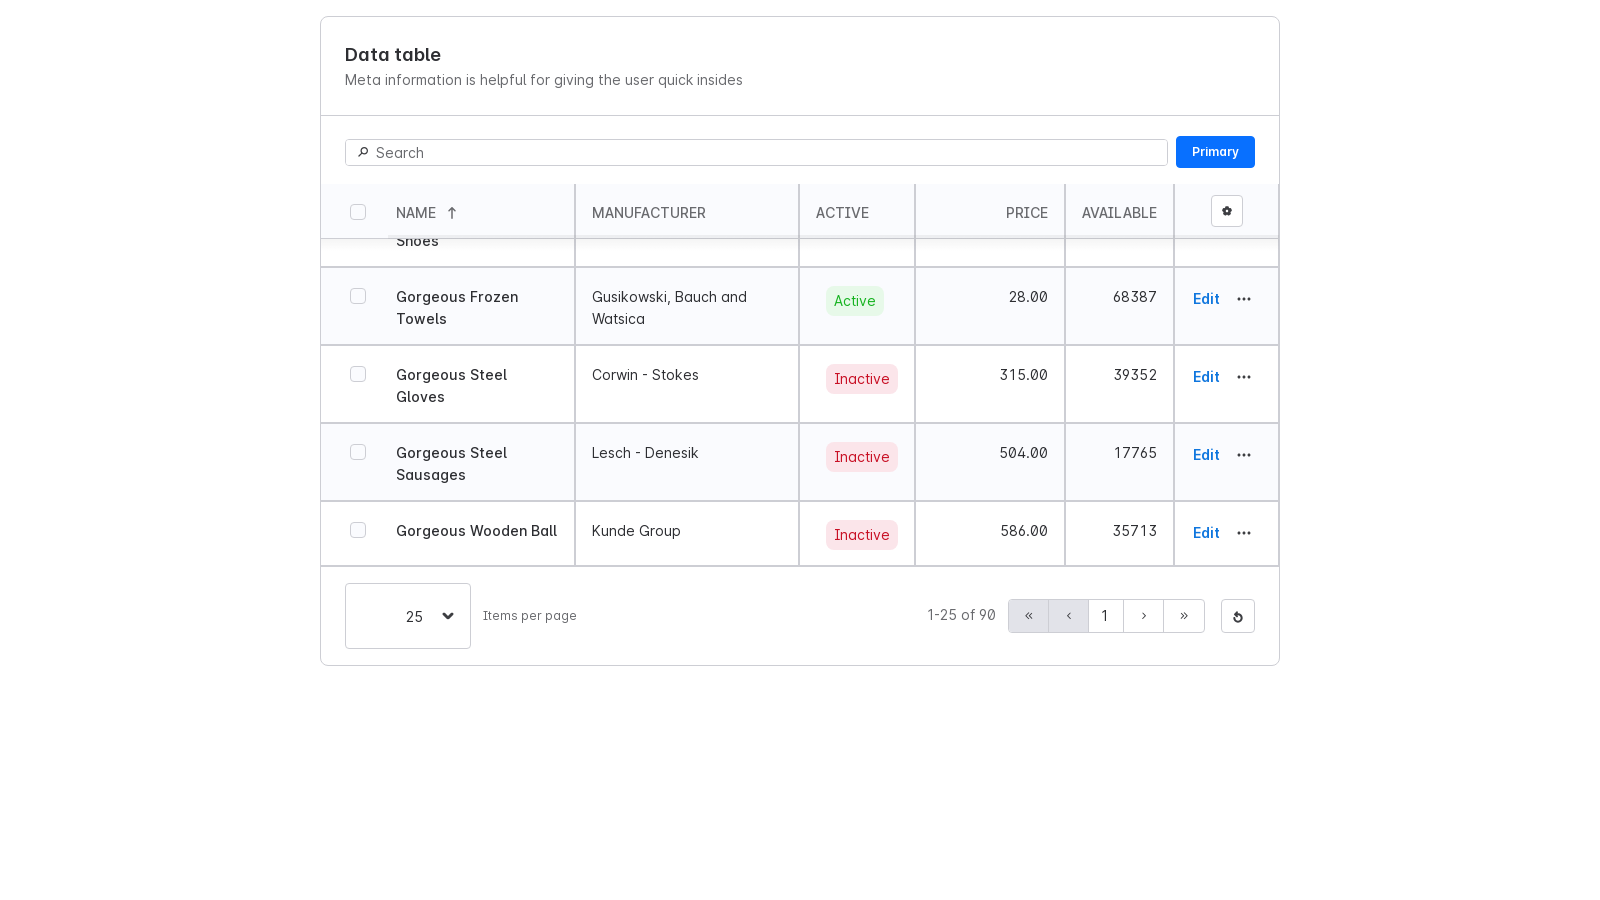 Data table
Meta information is helpful for giving the user quick insides
Search
Primary
NAME
MANUFACTURER
ACTIVE
PRICE
AVAILABLE
Shoes
Gorgeous Frozen
Towels
Gusikowski, Bauch and
Watsica
Active
28.00
68387
Edit
Gorgeous Steel
Gloves
Corwin - Stokes
Inactive
315.00
39352
Edit
Gorgeous Steel
Sausages
Lesch - Denesik
Inactive
504.00
17765
Edit
Gorgeous Wooden Ball
Kunde Group
Inactive
586.00
35713
Edit
25
Items per page
1-25 of 90
« ‹ 1 › »